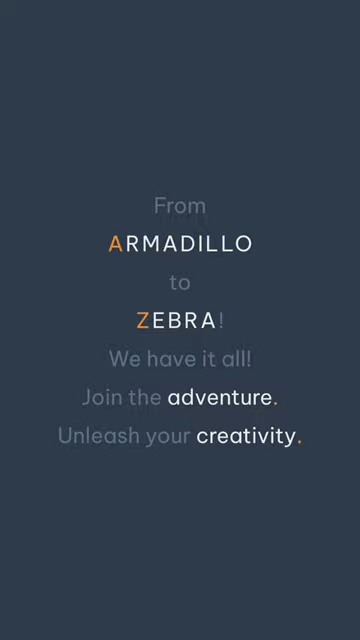 From
ARMADILLO
to
ZEBRA!
We have it all!
Join the adventure.
Unleash your creativity.